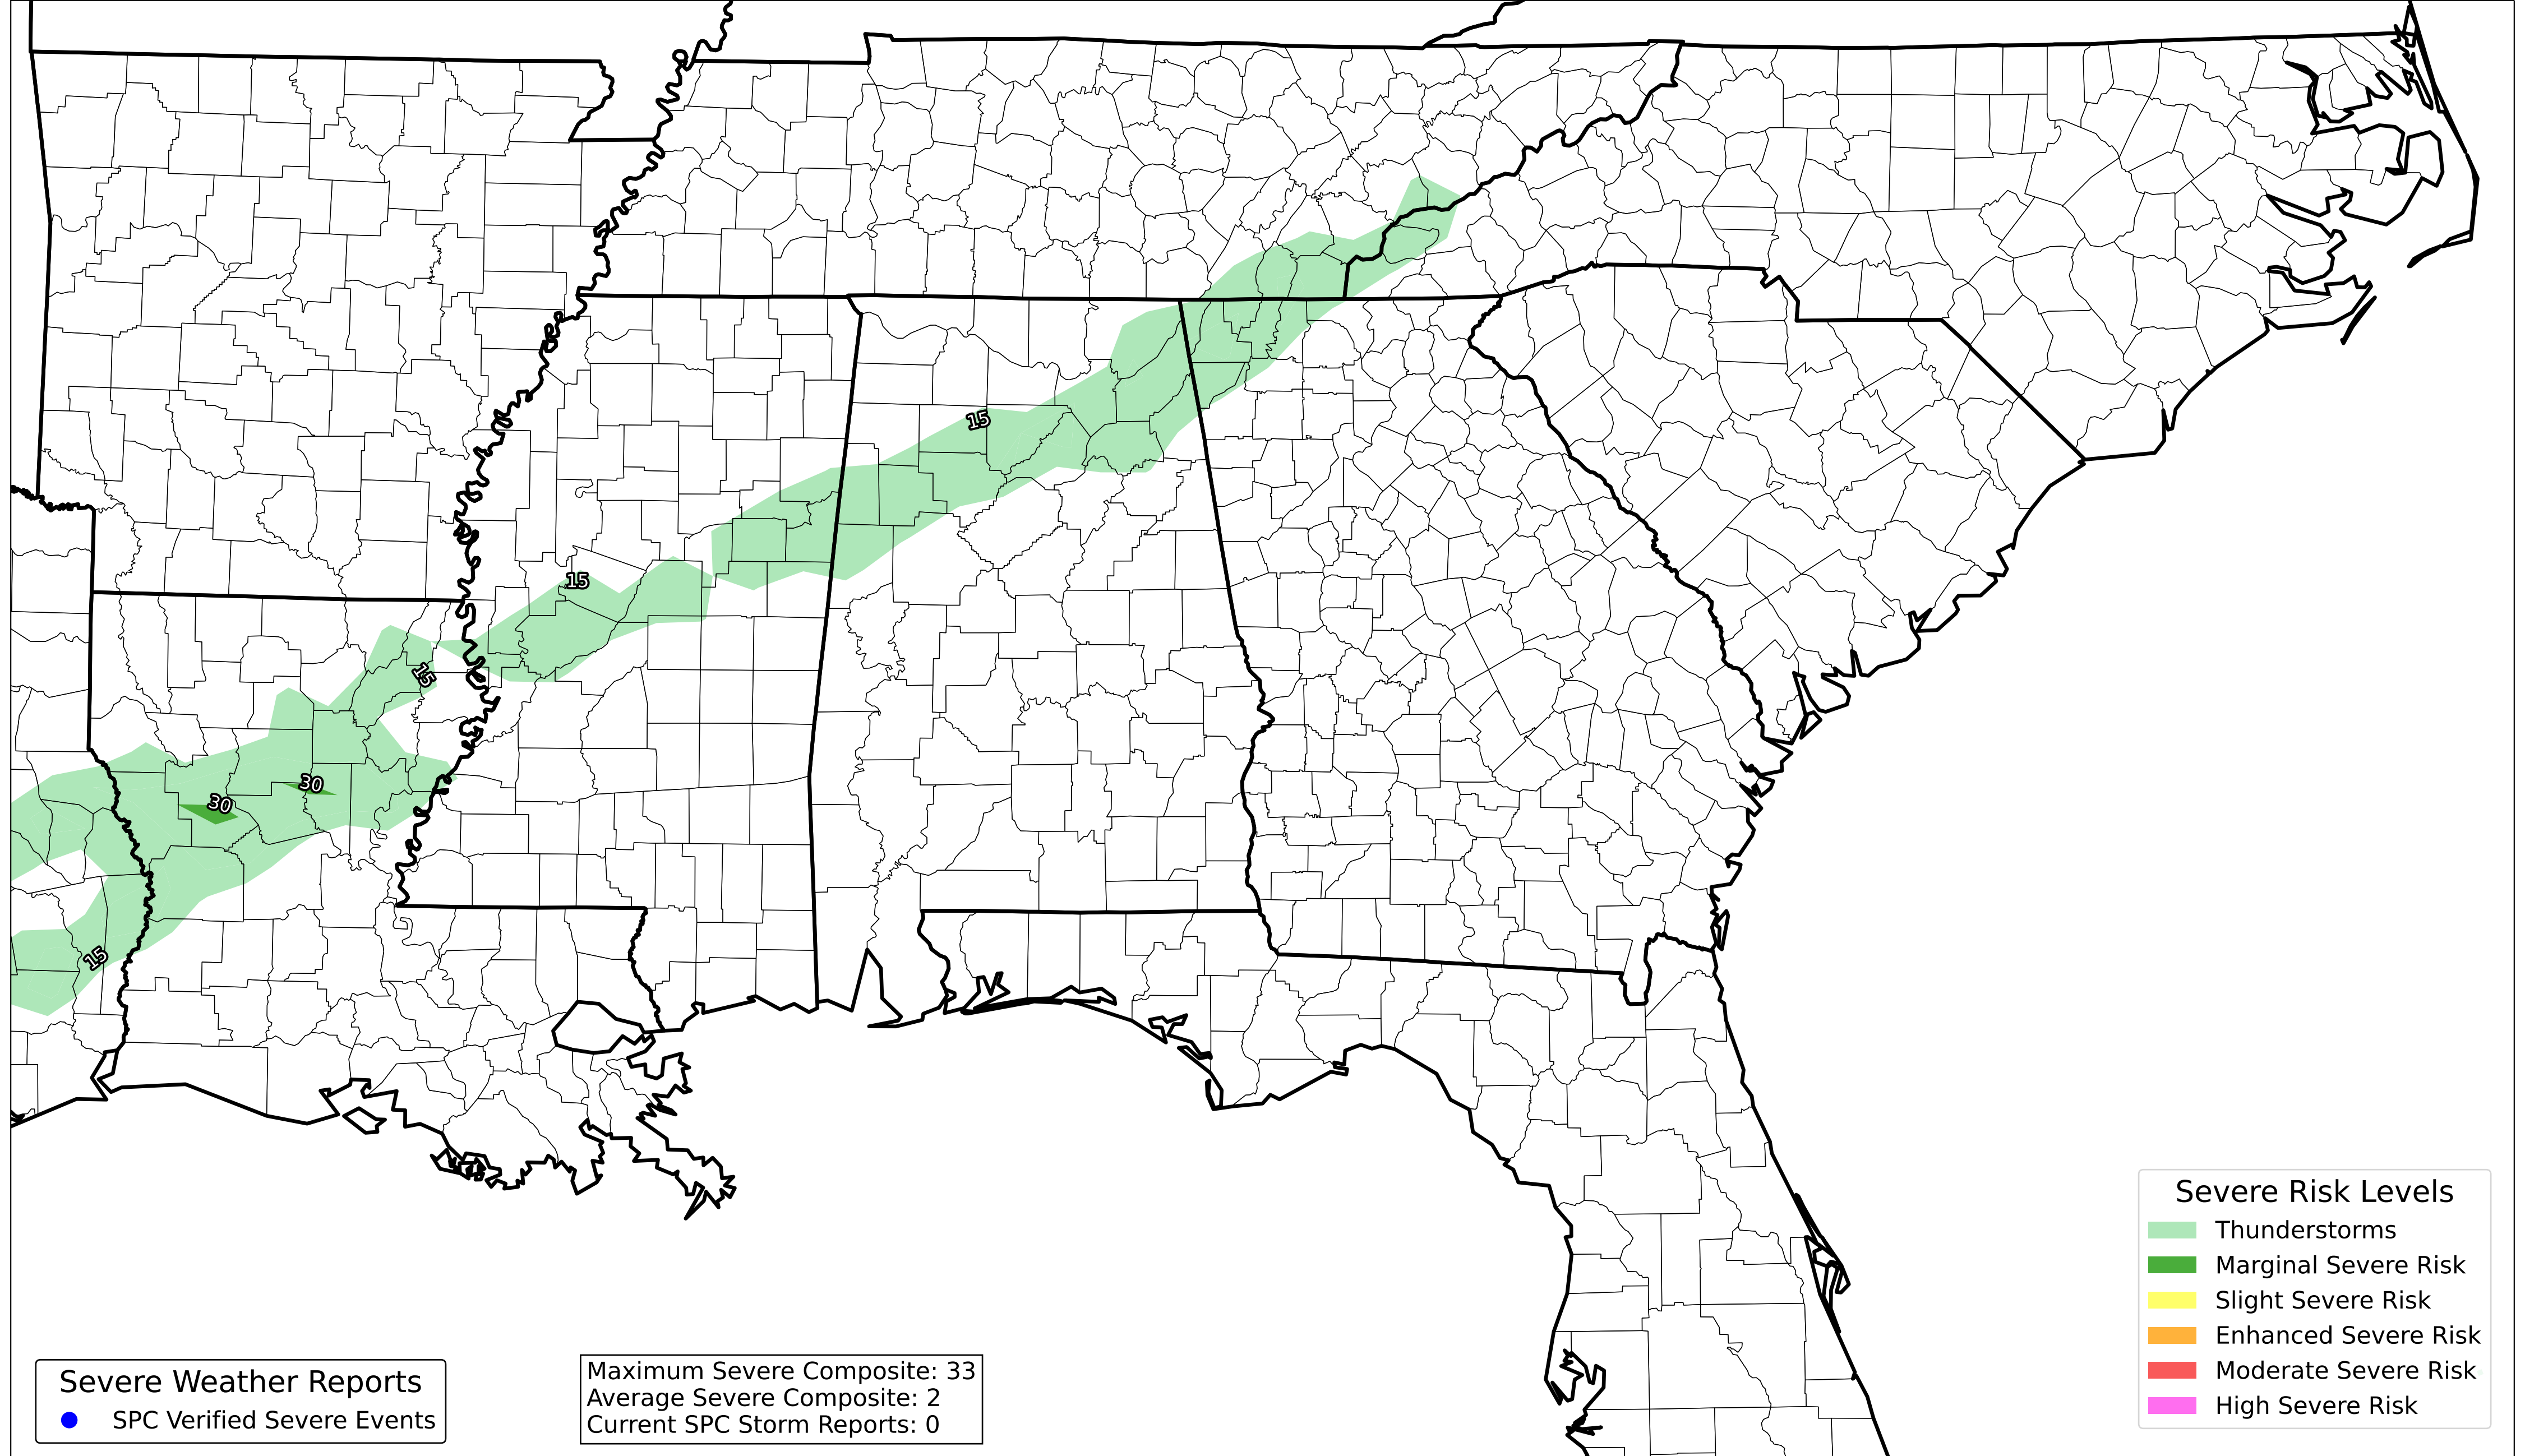 15
15
15
30
30
15
Severe Risk Levels
Thunderstorms
Marginal Severe Risk
Slight Severe Risk
Enhanced Severe Risk
Moderate Severe Risk
High Severe Risk
Severe Weather Reports
SPC Verified Severe Events
Maximum Severe Composite: 33
Average Severe Composite: 2
Current SPC Storm Reports: 0